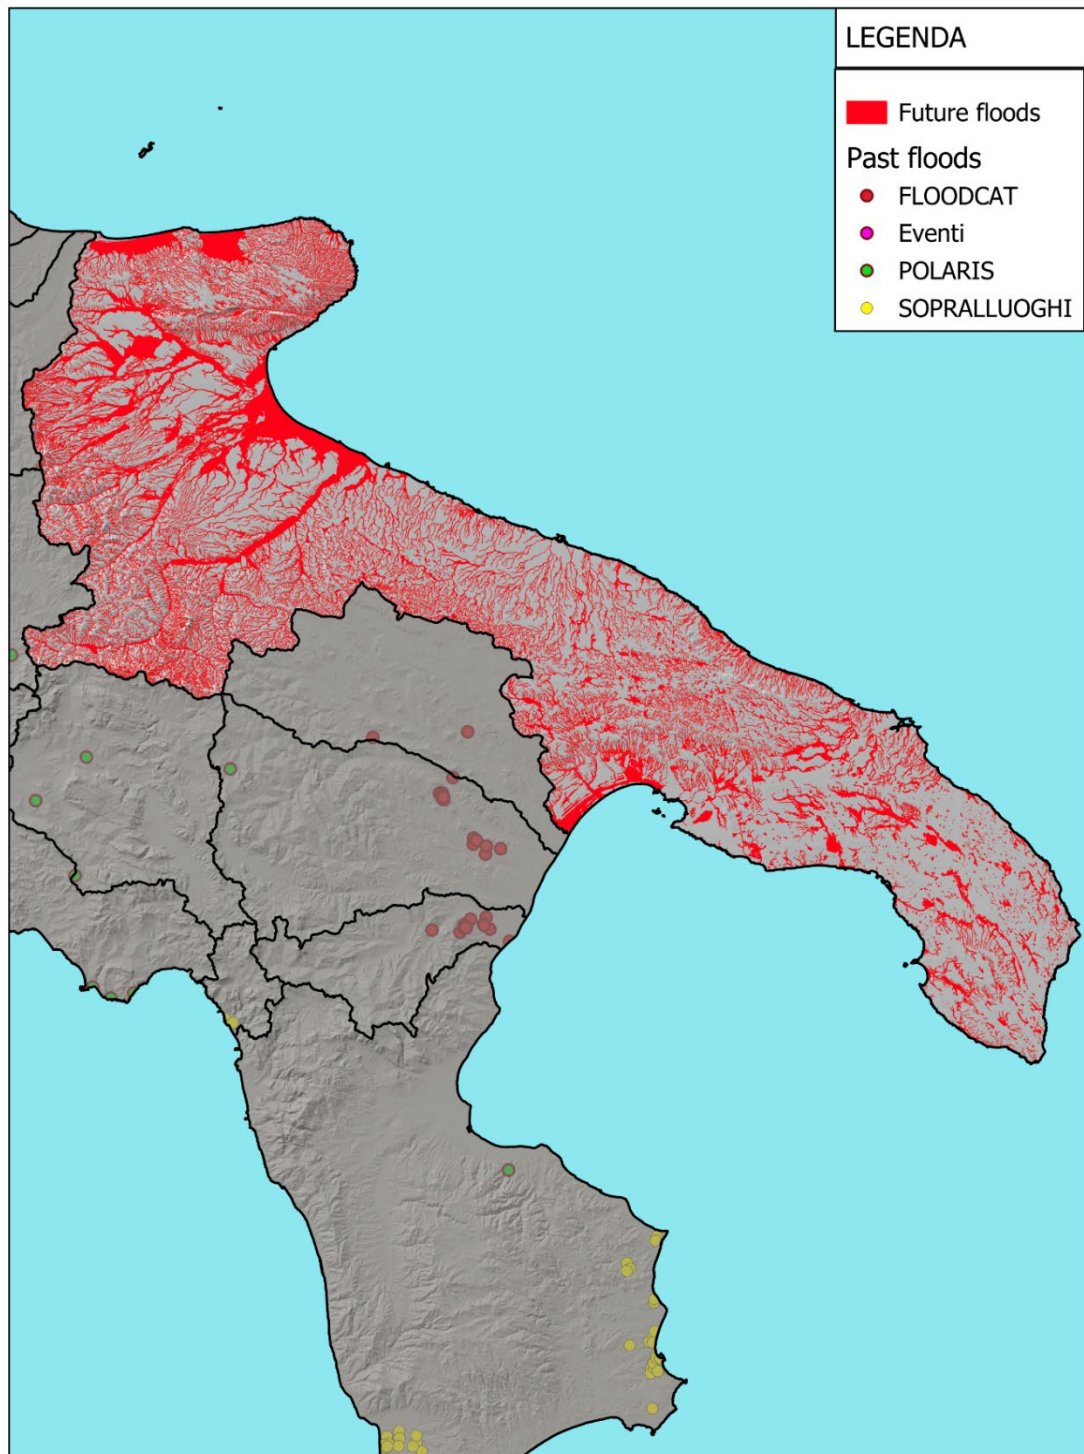 LEGENDA
Future floods
Past floods
FLOODCAT
Eventi
POLARIS
SOPRALLUOGHI